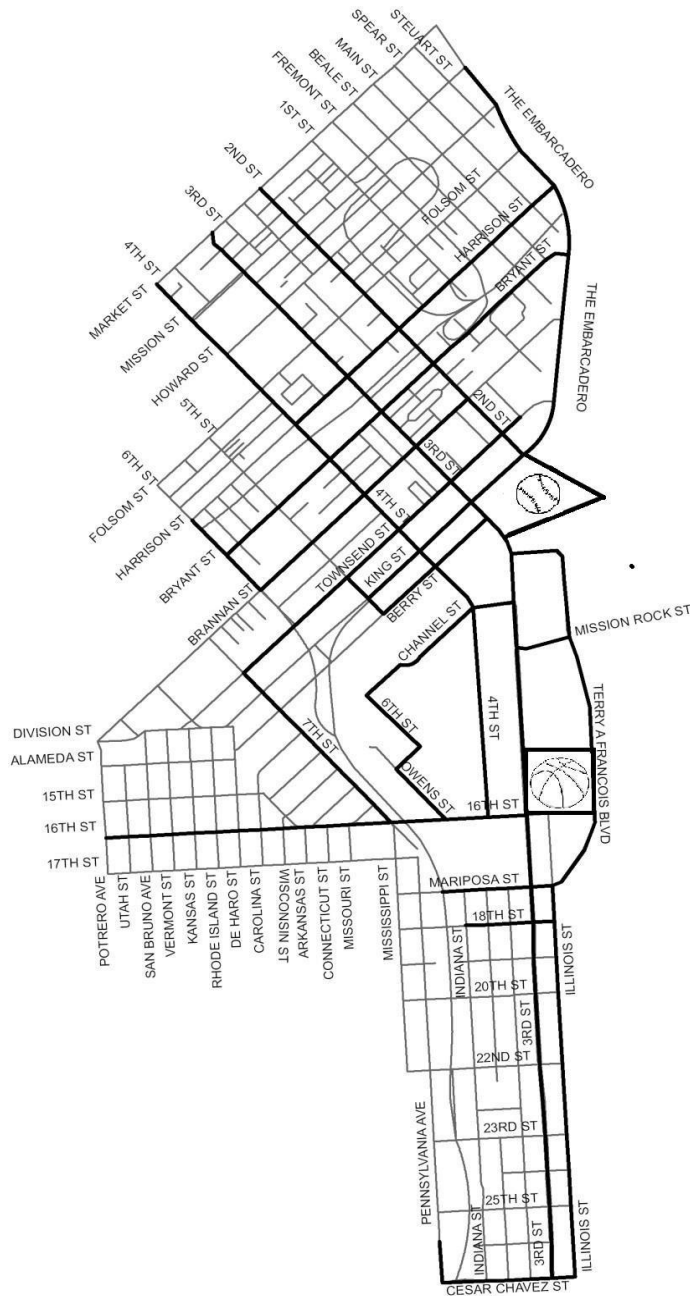 STEUART ST
SPEAR ST
MAIN ST
BEALE ST
FREMONT ST
1ST ST
THE EMBARCADERO
2ND ST
3RD ST
FOLSOM ST
HARRISON ST
BRYANT ST
4TH ST
MARKET ST
MISSION ST
HOWARD ST
THE EMBARCADERO
5TH ST
2ND ST
3RD ST
6TH ST
FOLSOM ST
HARRISON ST
BRYANT ST
4TH ST
TOWNSEND ST
KING ST
BERRY ST
BRANNAN ST
CHANNEL ST
MISSION ROCK ST
6TH ST
4TH ST
7TH ST
OWENS ST
TERRY A FRANCOIS BLVD
DIVISION ST
ALAMEDA ST
15TH ST
16TH ST
16TH ST
17TH ST
POTRERO AVE
UTAH ST
SAN BRUNO AVE
VERMONT ST
KANSAS ST
RHODE ISLAND ST
DE HARO ST
CAROLINA ST
WISCONSIN ST
ARKANSAS ST
CONNECTICUT ST
MISSOURI ST
MISSISSIPPI ST
MARIPOSA ST
18TH ST
INDIANA ST
20TH ST
ILLINOIS ST
3RD ST
22ND ST
PENNSYLVANIA AVE
23RD ST
25TH ST
INDIANA ST
3RD ST
ILLINOIS ST
CESAR CHAVEZ ST